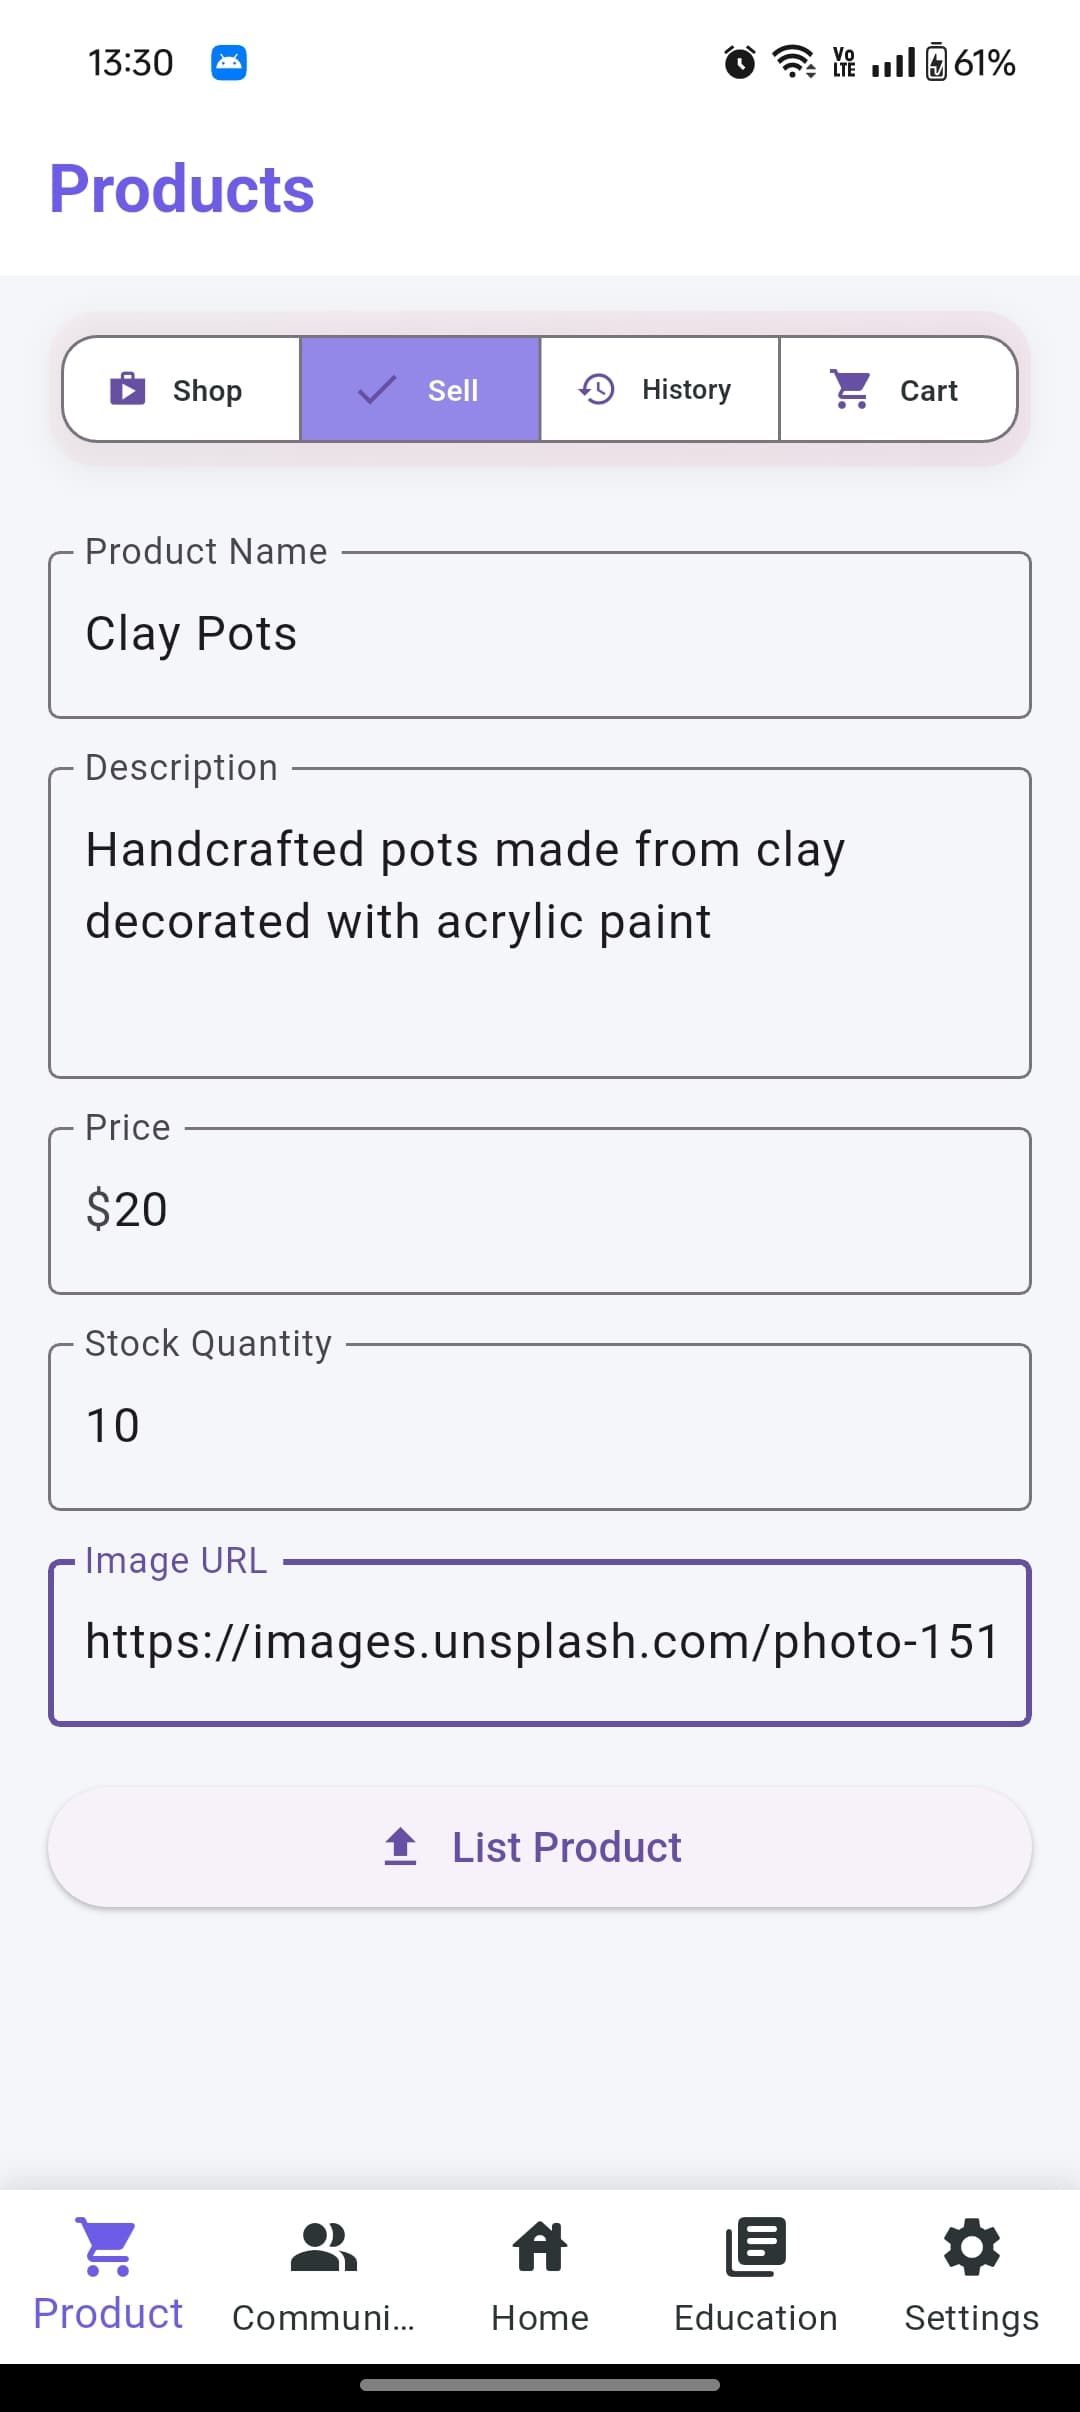 13:30
Vo LTE
61%
Products
Shop
Sell
History
Cart
Product Name
Clay Pots
Description
Handcrafted pots made from clay
decorated with acrylic paint
Price
$20
Stock Quantity
10
Image URL
https://images.unsplash.com/photo-151
List Product
Product
Communi...
Home
Education
Settings